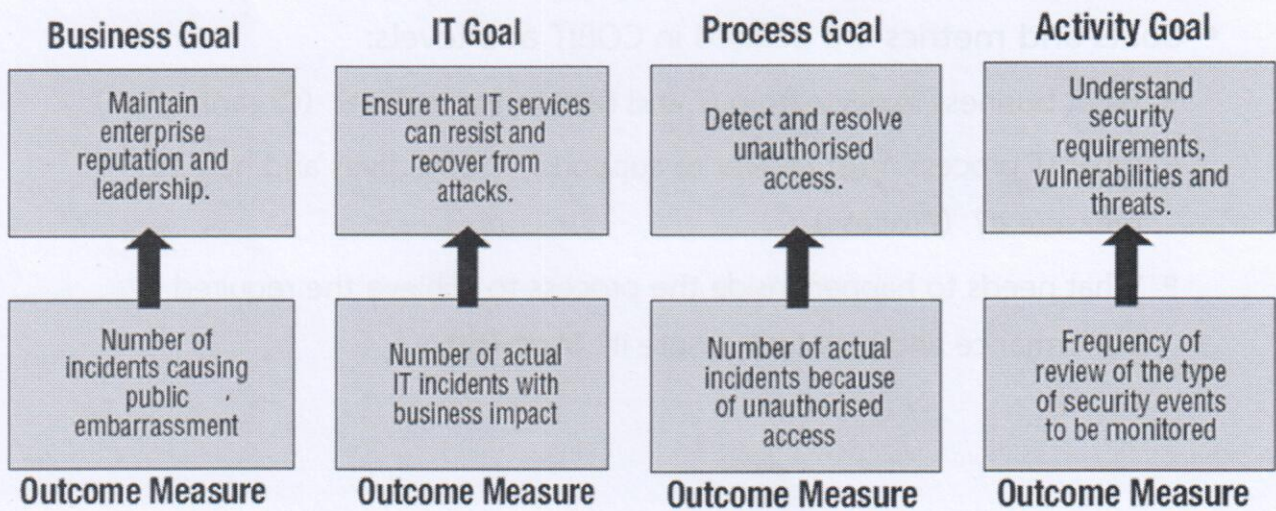 Business Goal
Maintain
enterprise
reputation and
leadership.
Number of
incidents causing
public
embarrassment
Outcome Measure
IT Goal
Ensure that IT services
can resist and
recover from
attacks.
Number of actual
IT incidents with
business impact
Outcome Measure
Process Goal
Detect and resolve
unauthorised
access.
Number of actual
incidents because
of unauthorised
access
Outcome Measure
Activity Goal
Understand
security
requirements,
vulnerabilities and
threats.
Frequency of
review of the type
of security events
to be monitored
Outcome Measure